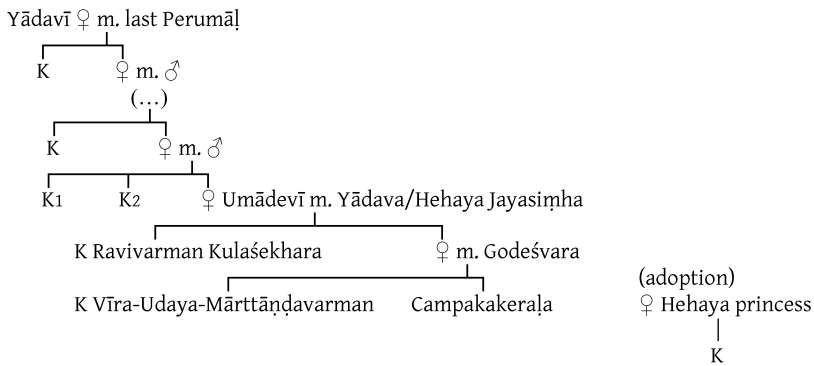 Yādavī ♀ m. last Perumāḷ
K ♀ m. ♂
(…)
K ♀ m. ♂
K1 K2 ♀ Umādevī m. Yādava/Hehaya Jayasiṃha
K Ravivarman Kulaśekhara ♀ m. Godeśvara
(adoption)
K Vīra-Udaya-Mārttāṇḍavarman Campakakeraḷa ♀ Hehaya princess
K